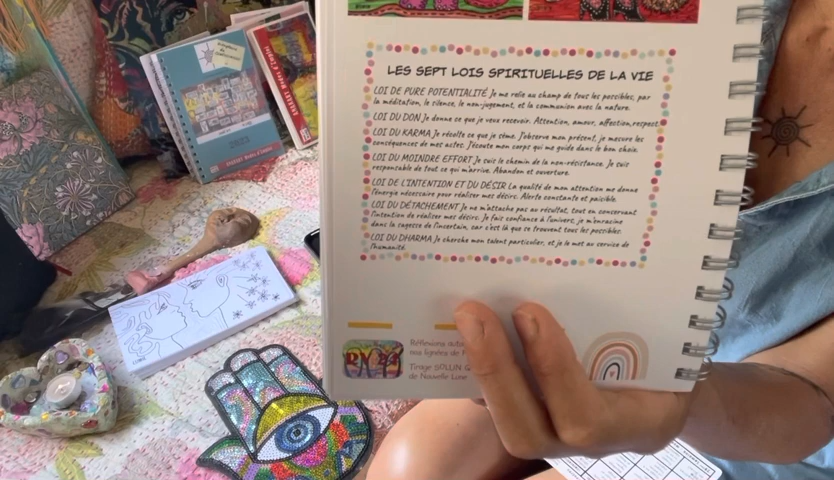 LES SEPT LOIS SPIRITUELLES DE LA VIE
LOI DE PURE POTENTIALITÉ Je me relie au champ de tous les possibles, par
la méditation, le silence, le non-jugement, et la communion avec la nature.
LOI DU DON Je donne ce que je veux recevoir. Attention, amour, affection, respect.
LOI DU KARMA Je récolte ce que je sème. J'observe mon présent, je mesure les
conséquences de mes actes. J'écoute mon corps qui me guide dans le bon choix.
LOI DU MOINDRE EFFORT Je suis le chemin de la non-résistance. Je suis
responsable de tout ce qui m'arrive. Abandon et ouverture.
LOI DE L'INTENTION ET DU DÉSIR La qualité de mon attention me donne
l'énergie nécessaire pour réaliser mes désirs. Alerte constante et paisible.
LOI DU DÉTACHEMENT Je ne m'attache pas au résultat, tout en conservant
l'intention de réaliser mes désirs. Je fais confiance à l'univers, je m'enracine
dans la sagesse de l'incertain, car c'est là que se trouvent tous les possibles.
LOI DU DHARMA Je cherche mon talent particulier, et je le met au service de
l'humanité.
Réflexions
nos lignées de
Tirage
de Nouvelle Lune